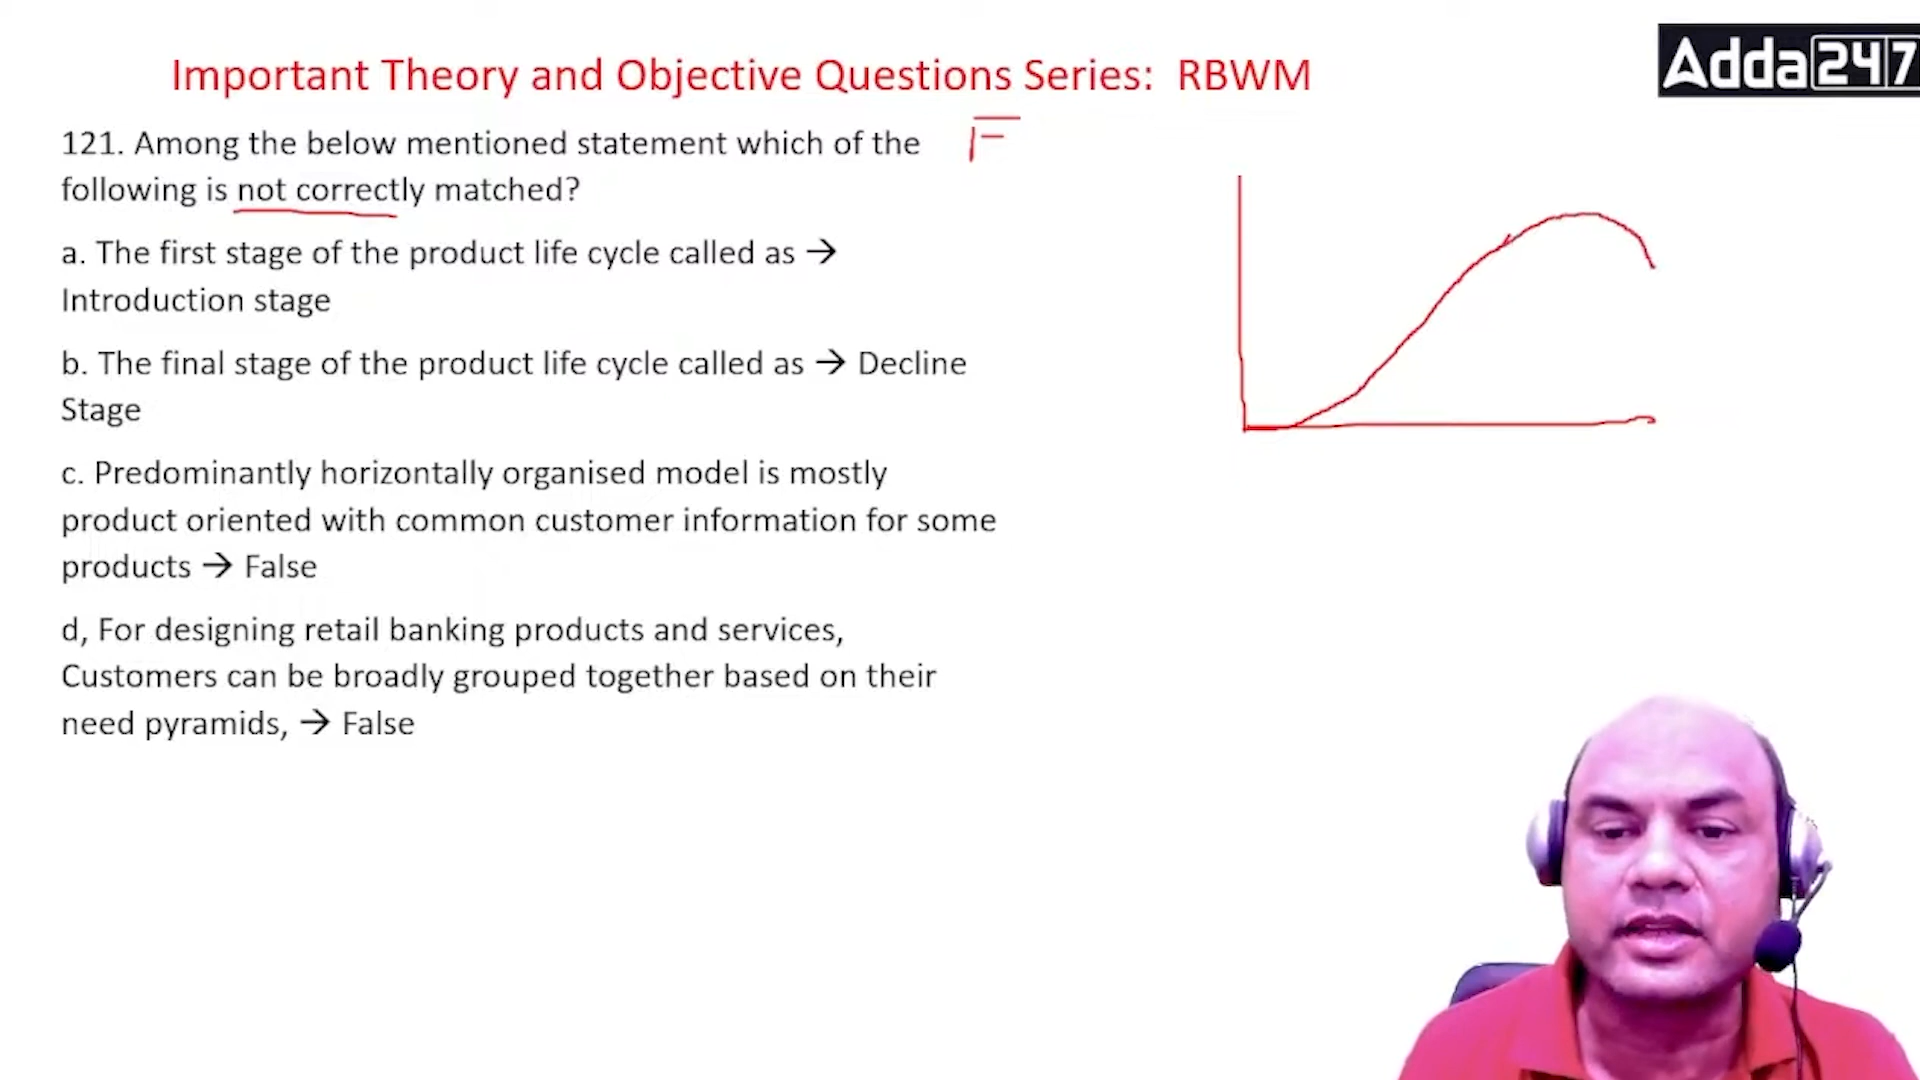 Adda247
Important Theory and Objective Questions Series: RBWM
121. Among the below mentioned statement which of the
following is not correctly matched?
F
a. The first stage of the product life cycle called as →
Introduction stage
b. The final stage of the product life cycle called as → Decline
Stage
c. Predominantly horizontally organised model is mostly
product oriented with common customer information for some
products → False
d, For designing retail banking products and services,
Customers can be broadly grouped together based on their
need pyramids, → False